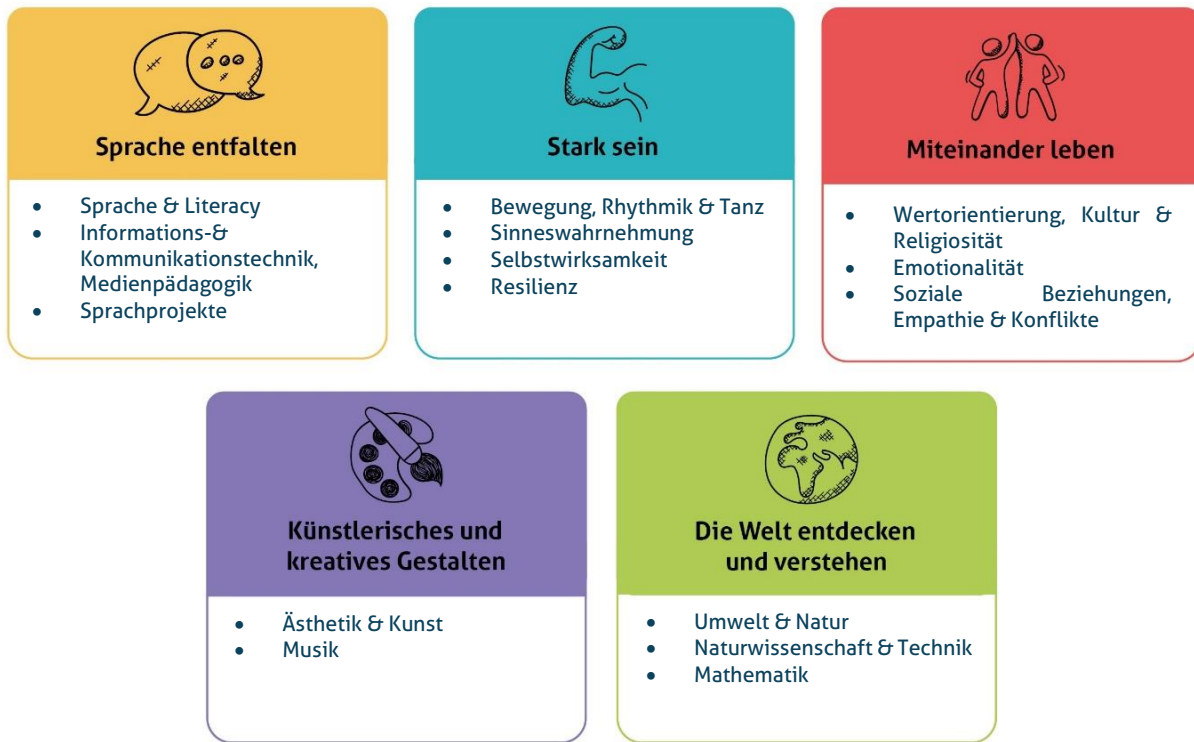 Sprache entfalten
• Sprache & Literacy
• Informations-&
Kommunikationstechnik,
Medienpädagogik
• Sprachprojekte
Stark sein
• Bewegung, Rhythmik & Tanz
• Sinneswahrnehmung
• Selbstwirksamkeit
• Resilienz
Miteinander leben
• Wertorientierung, Kultur &
Religiosität
• Emotionalität
• Soziale Beziehungen,
Empathie & Konflikte
Künstlerisches und
kreatives Gestalten
• Ästhetik & Kunst
• Musik
Die Welt entdecken
und verstehen
• Umwelt & Natur
• Naturwissenschaft & Technik
• Mathematik